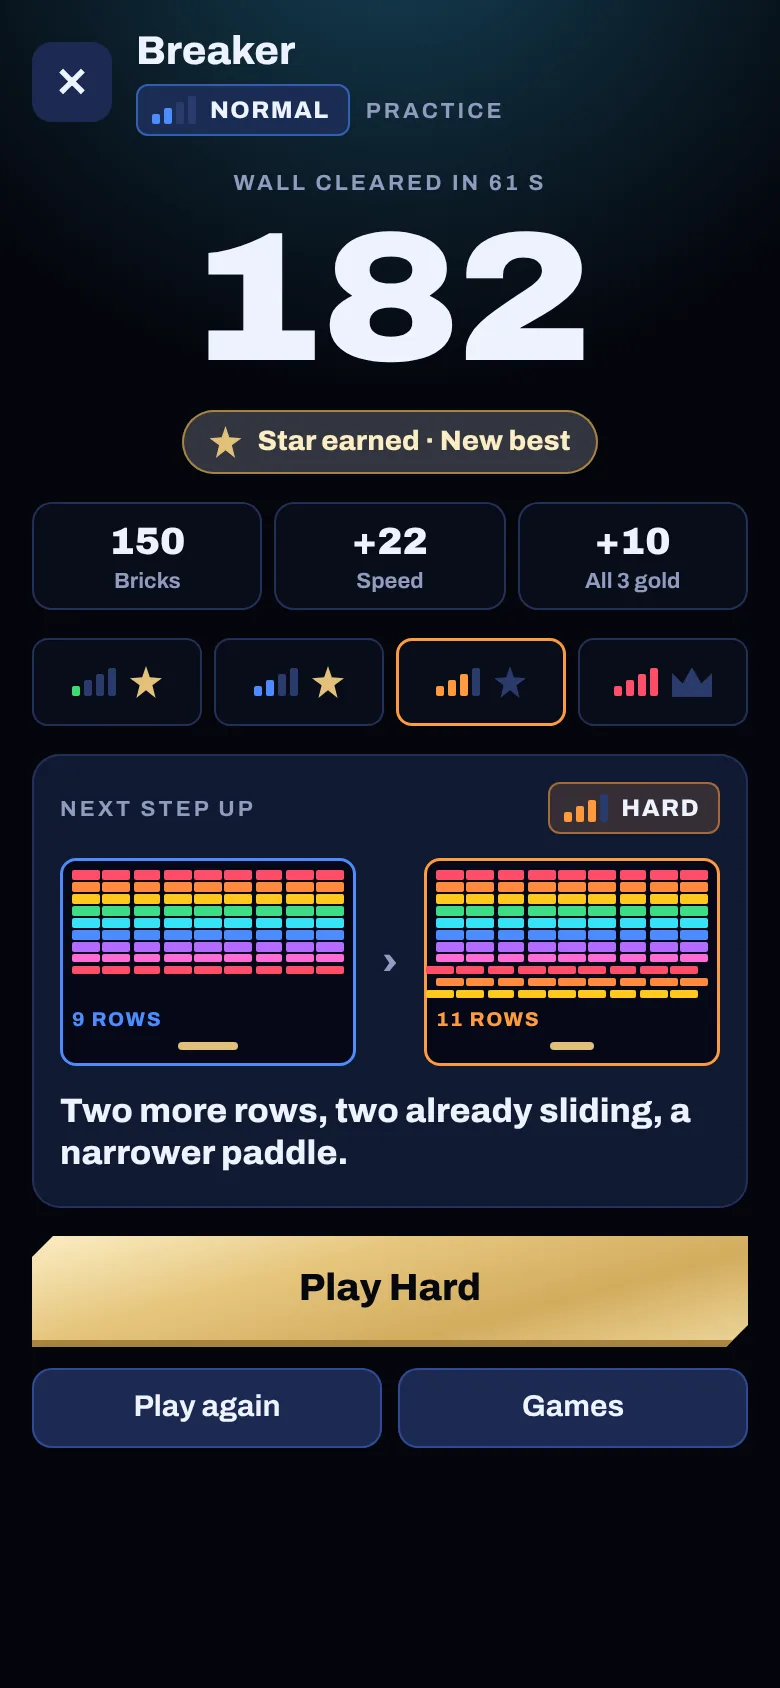 Breaker
NORMAL PRACTICE
WALL CLEARED IN 61 S
182
Star earned · New best
150 +22 +10
Bricks Speed All 3 gold
NEXT STEP UP HARD
9 ROWS › 11 ROWS
Two more rows, two already sliding, a
narrower paddle.
Play Hard
Play again Games